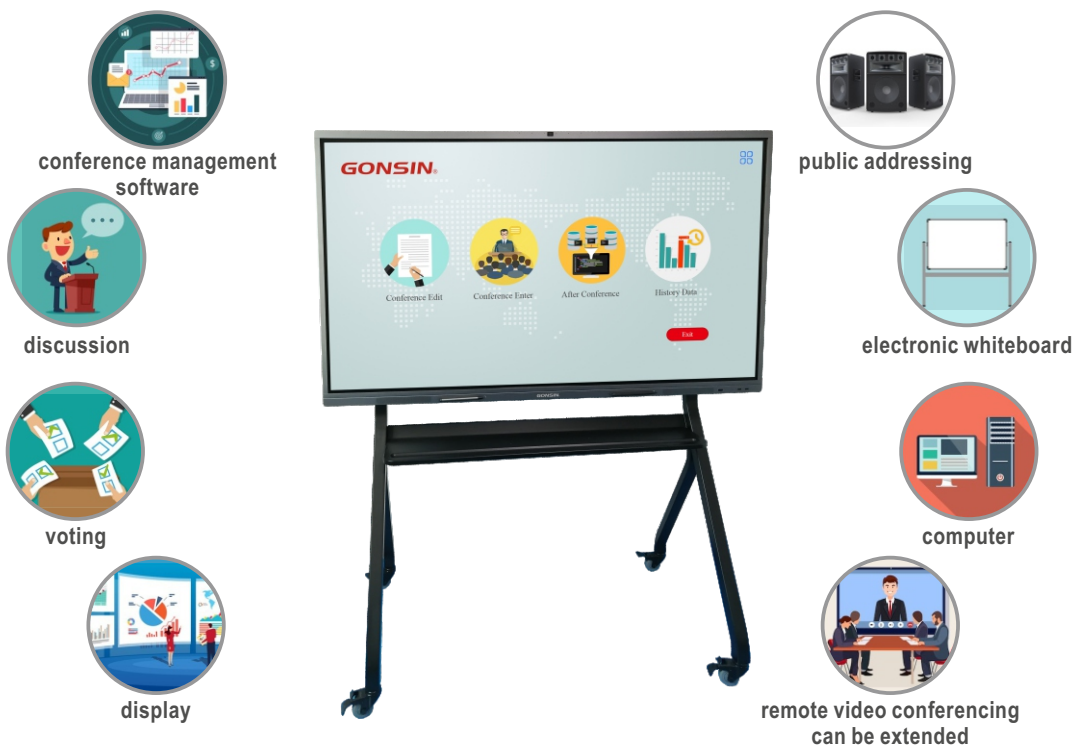 conference management
software
discussion
voting
display
GONSIN®
Conference Edit
Conference Enter
After Conference
History Data
Exit
GONSIN
public addressing
electronic whiteboard
computer
remote video conferencing
can be extended